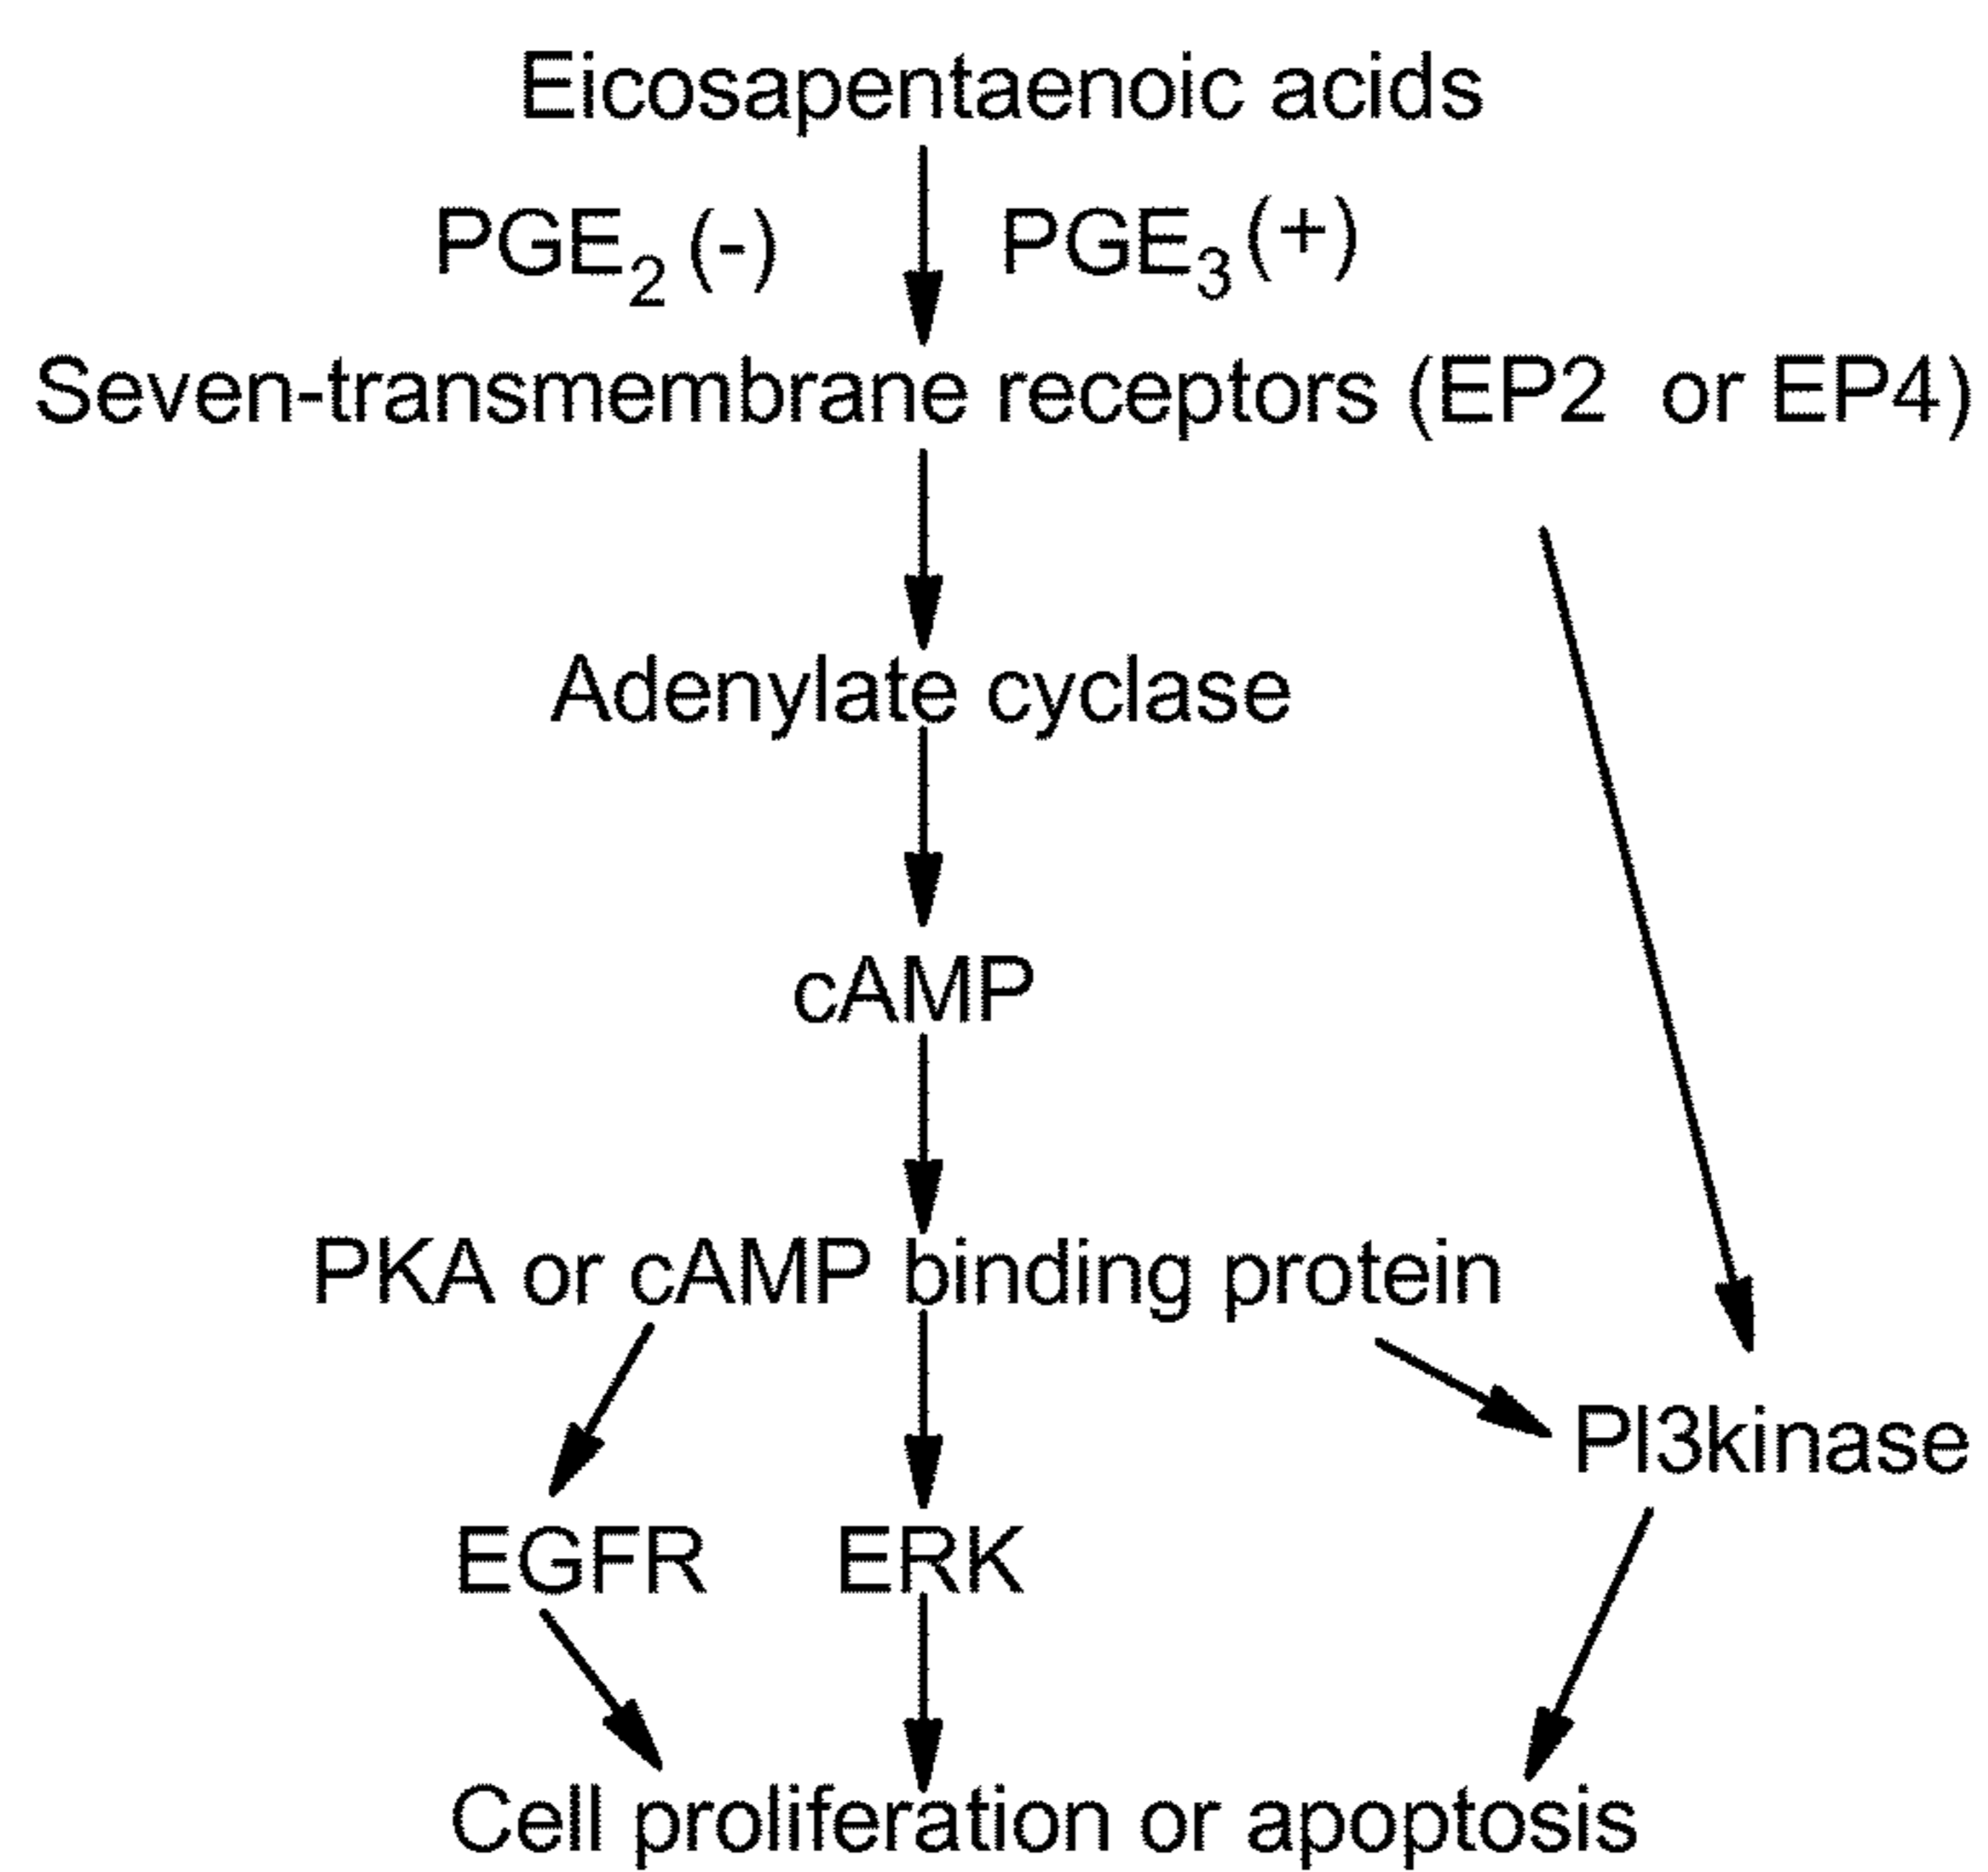 Eicosapentaenoic acids
PGE₂ (-) PGE₃ (+)
Seven-transmembrane receptors (EP2 or EP4)
Adenylate cyclase
cAMP
PKA or cAMP binding protein
PI3kinase
EGFR ERK
Cell proliferation or apoptosis